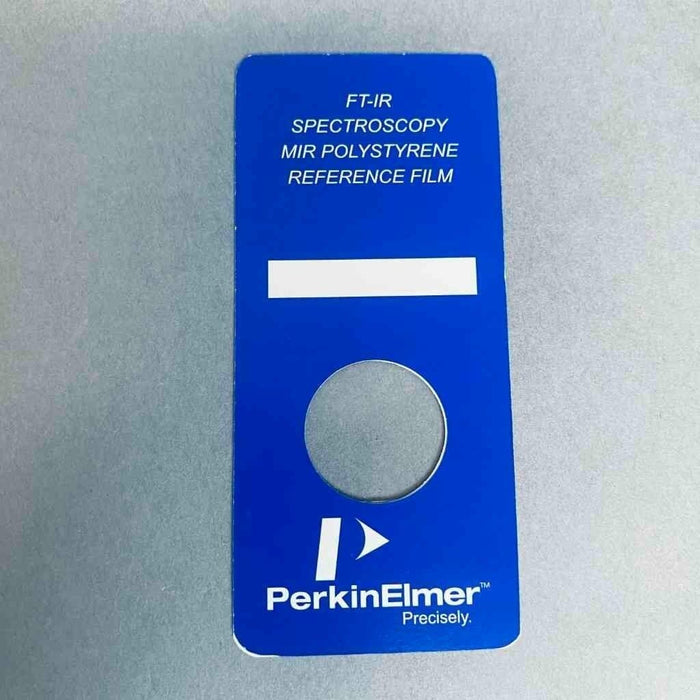 FT-IR
SPECTROSCOPY
MIR POLYSTYRENE
REFERENCE FILM
PerkinElmer™
Precisely.